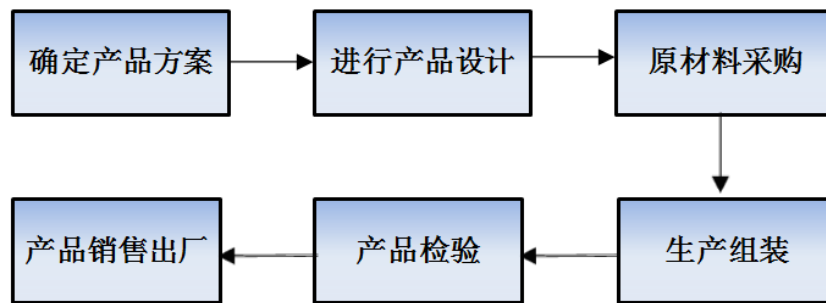 确定产品方案
进行产品设计
原材料采购
生产组装
产品检验
产品销售出厂